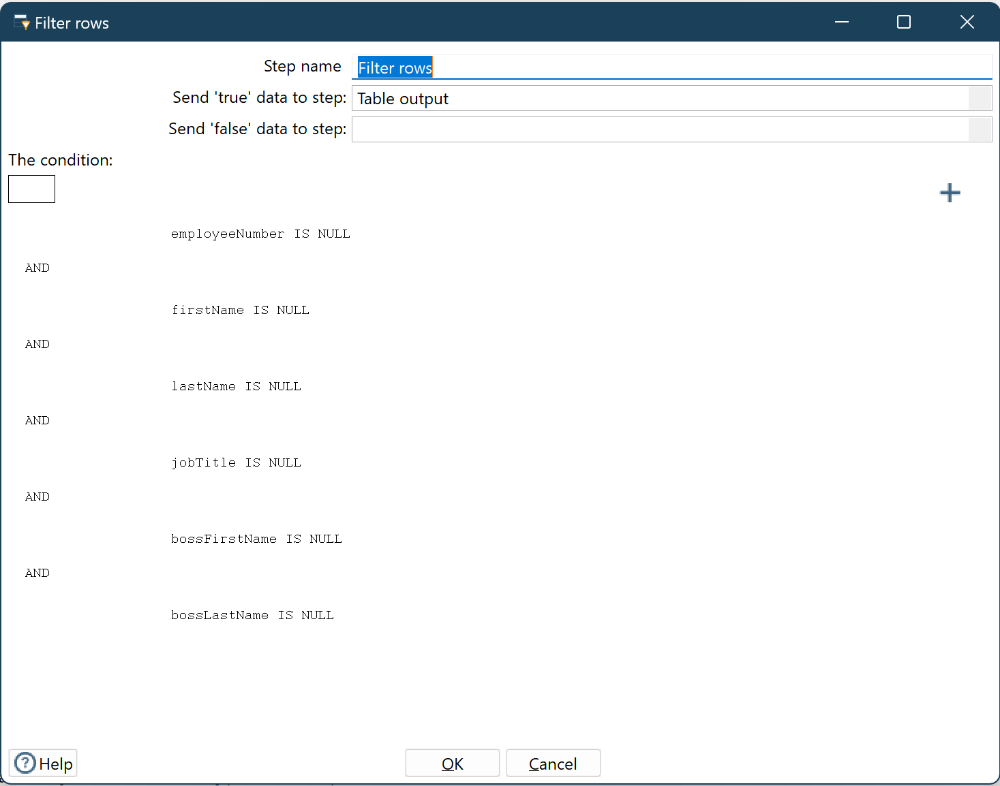 Filter rows
Step name Filter rows
Send 'true' data to step: Table output
Send 'false' data to step:
The condition:
employeeNumber IS NULL
AND
firstName IS NULL
AND
lastName IS NULL
AND
jobTitle IS NULL
AND
bossFirstName IS NULL
AND
bossLastName IS NULL
Help OK Cancel